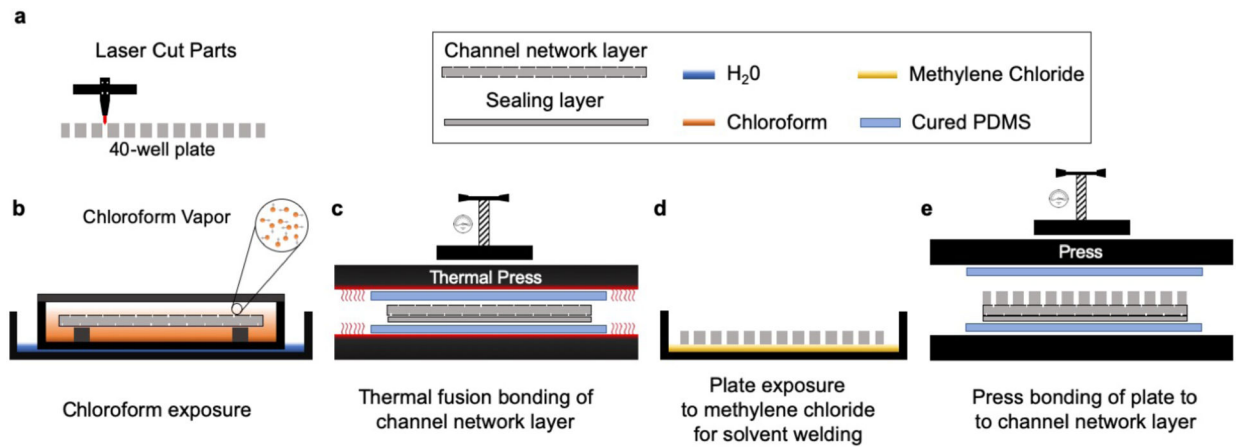 a
Laser Cut Parts
40-well plate
Channel network layer
Sealing layer
H₂0
Chloroform
Methylene Chloride
Cured PDMS
b
Chloroform Vapor
Chloroform exposure
c
Thermal Press
Thermal fusion bonding of
channel network layer
d
Plate exposure
to methylene chloride
for solvent welding
e
Press
Press bonding of plate to
to channel network layer